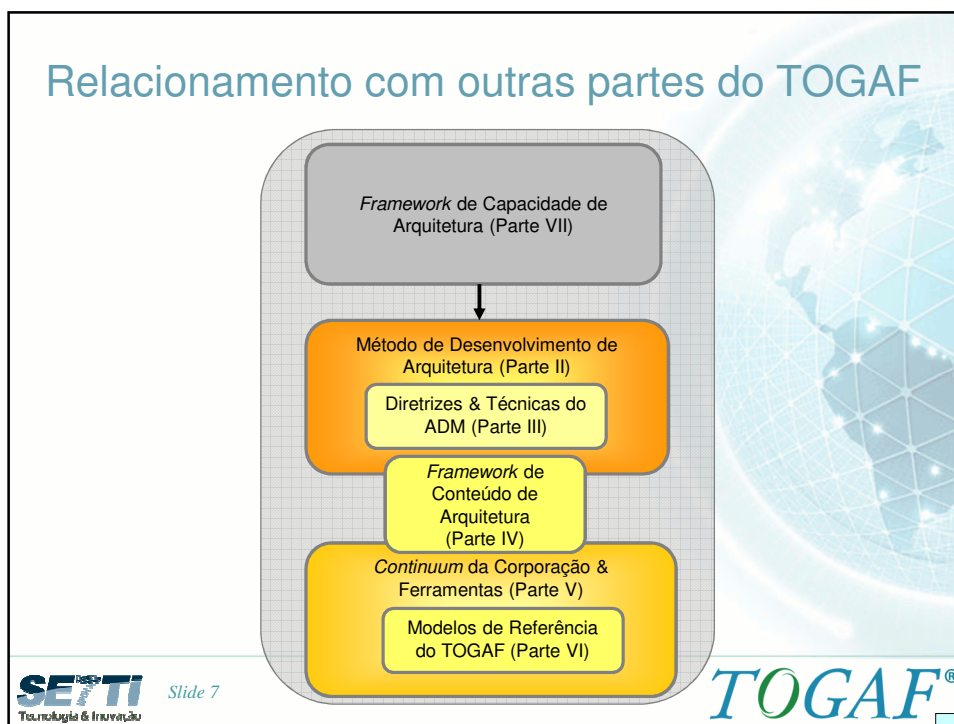 Relacionamento com outras partes do TOGAF
Framework de Capacidade de
Arquitetura (Parte VII)
Método de Desenvolvimento de
Arquitetura (Parte II)
Diretrizes & Técnicas do
ADM (Parte III)
Framework de
Conteúdo de
Arquitetura
(Parte IV)
Continuum da Corporação &
Ferramentas (Parte V)
Modelos de Referência
do TOGAF (Parte VI)
SETTI
Tecnologia & Inovação
Slide 7
TOGAF®